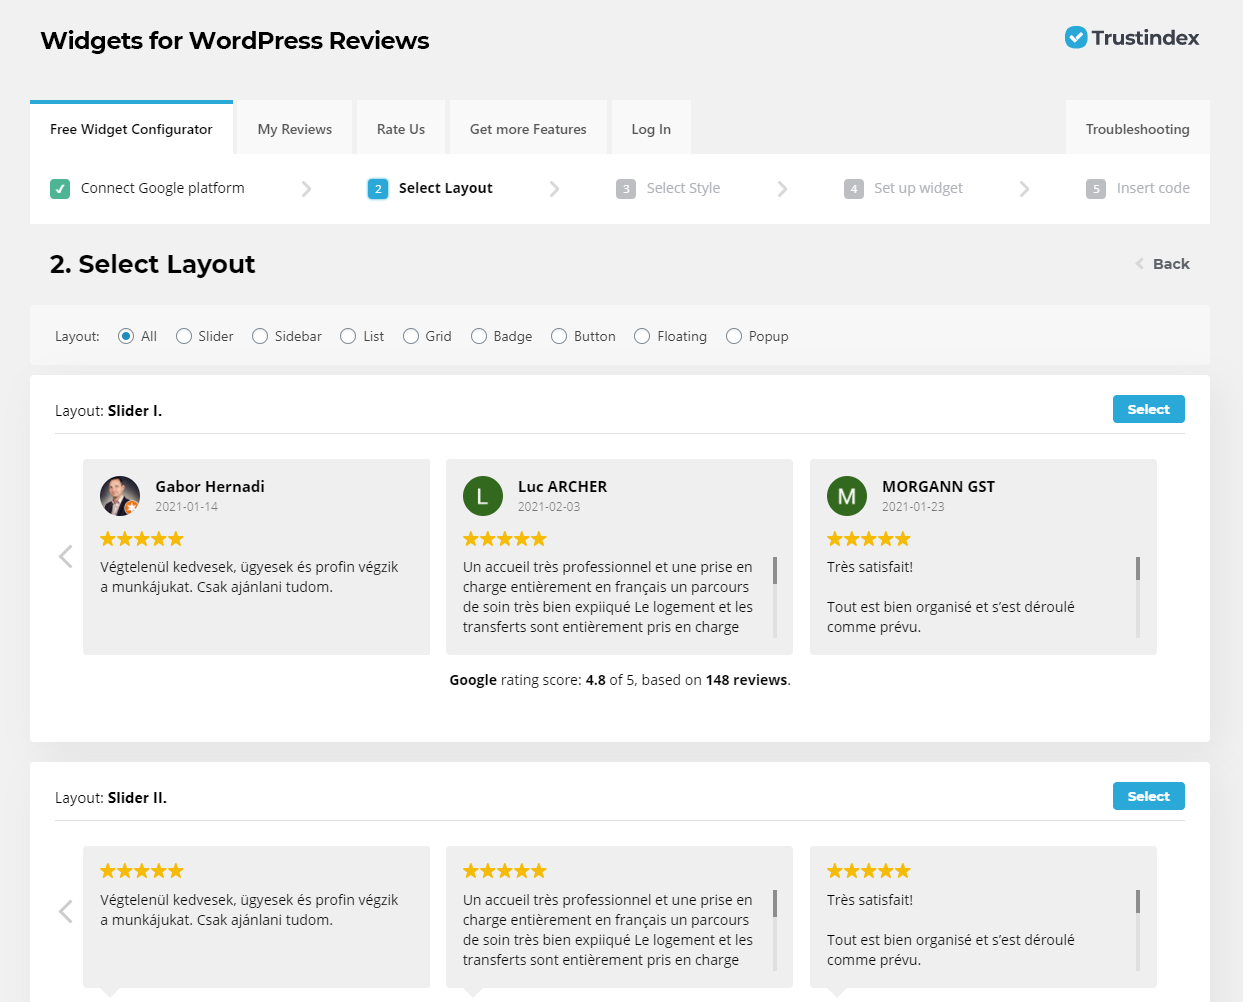 Widgets for WordPress Reviews
Trustindex
Free Widget Configurator
My Reviews
Rate Us
Get more Features
Log In
Troubleshooting
Connect Google platform
2 Select Layout
3 Select Style
4 Set up widget
5 Insert code
2. Select Layout
Back
Layout: All Slider Sidebar List Grid Badge Button Floating Popup
Layout: Slider I.
Select
Gabor Hernadi
2021-01-14
Végtelenül kedvesek, ügyesek és profin végzik
a munkájukat. Csak ajánlani tudom.
L
Luc ARCHER
2021-02-03
Un accueil très professionnel et une prise en
charge entièrement en français un parcours
de soin très bien expiiqué Le logement et les
transferts sont entièrement pris en charge
M
MORGANN GST
2021-01-23
Très satisfait!
Tout est bien organisé et s’est déroulé
comme prévu.
Google rating score: 4.8 of 5, based on 148 reviews.
Layout: Slider II.
Select
Végtelenül kedvesek, ügyesek és profin végzik
a munkájukat. Csak ajánlani tudom.
Un accueil très professionnel et une prise en
charge entièrement en français un parcours
de soin très bien expiiqué Le logement et les
transferts sont entièrement pris en charge
Très satisfait!
Tout est bien organisé et s’est déroulé
comme prévu.